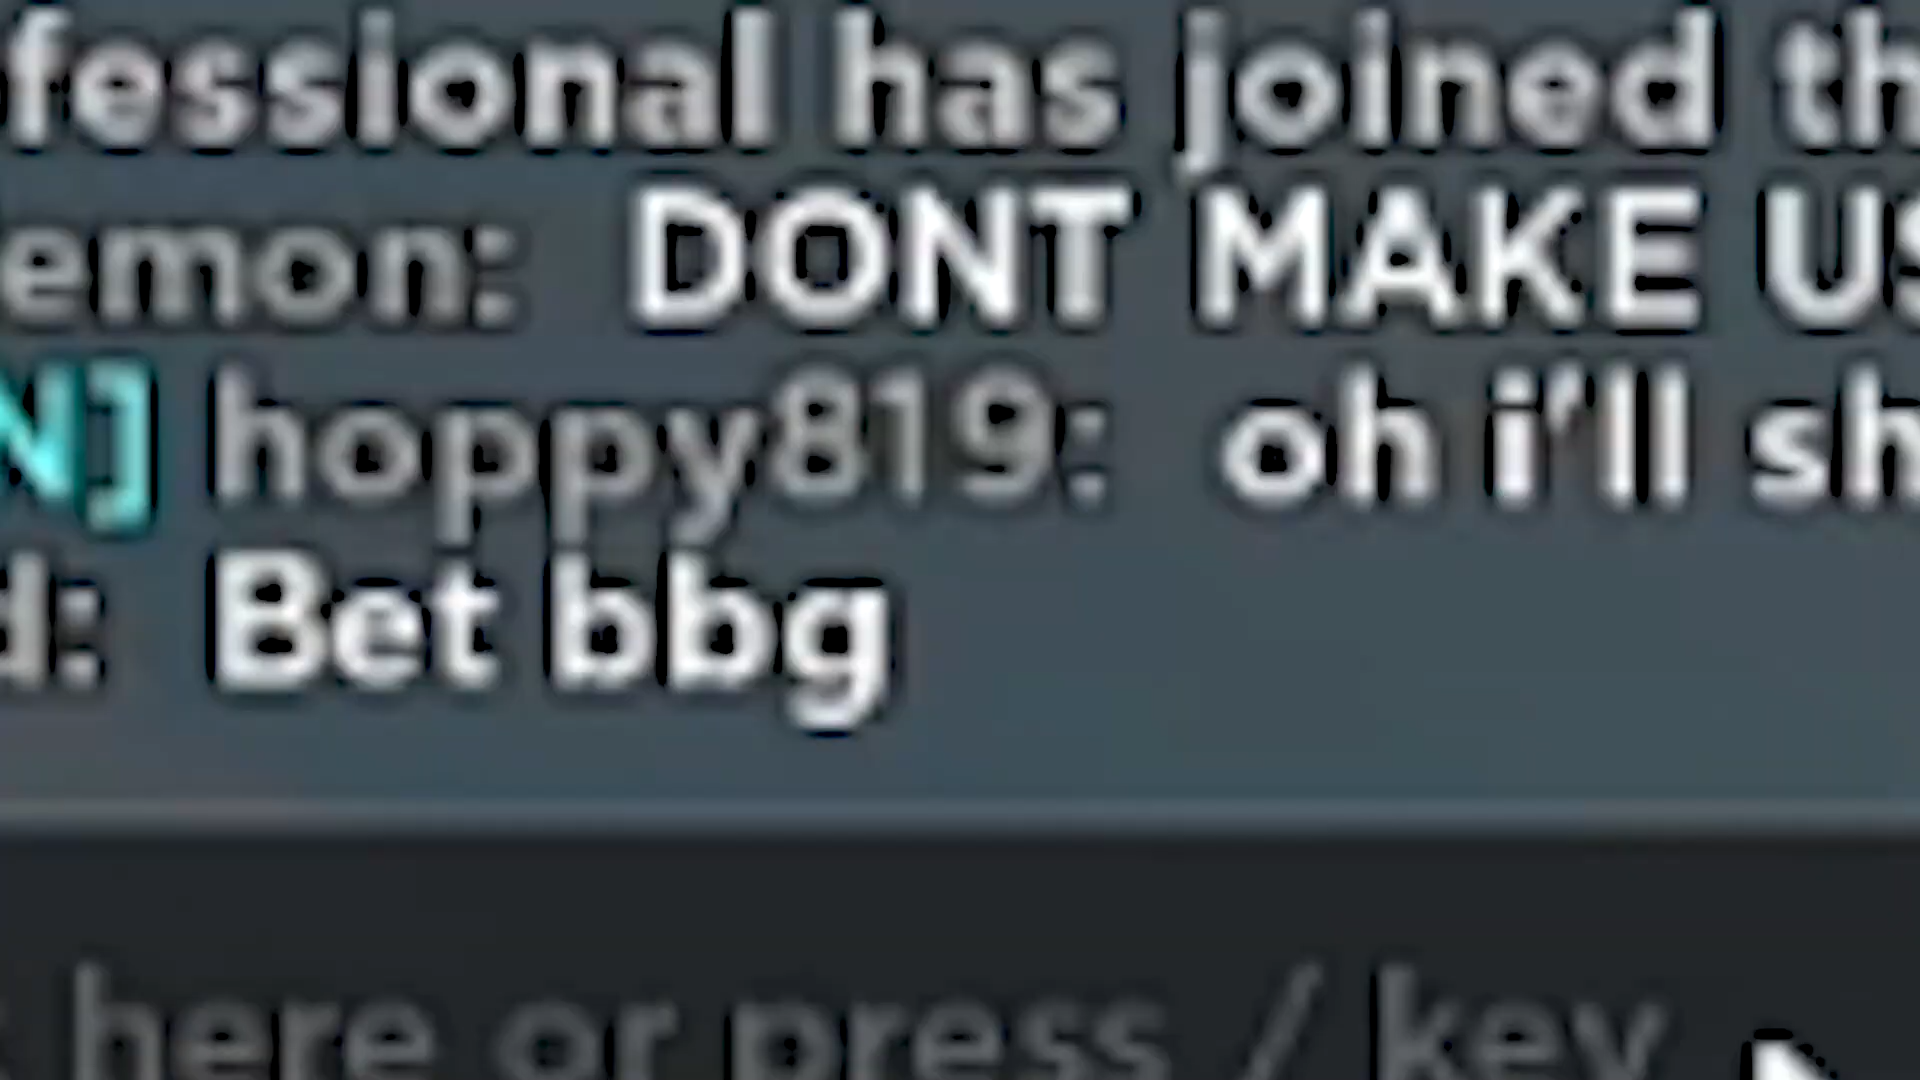 fessional has joined th
emon: DONT MAKE US
N] hoppy819: oh i'll sh
d: Bet bbg
here or press / key